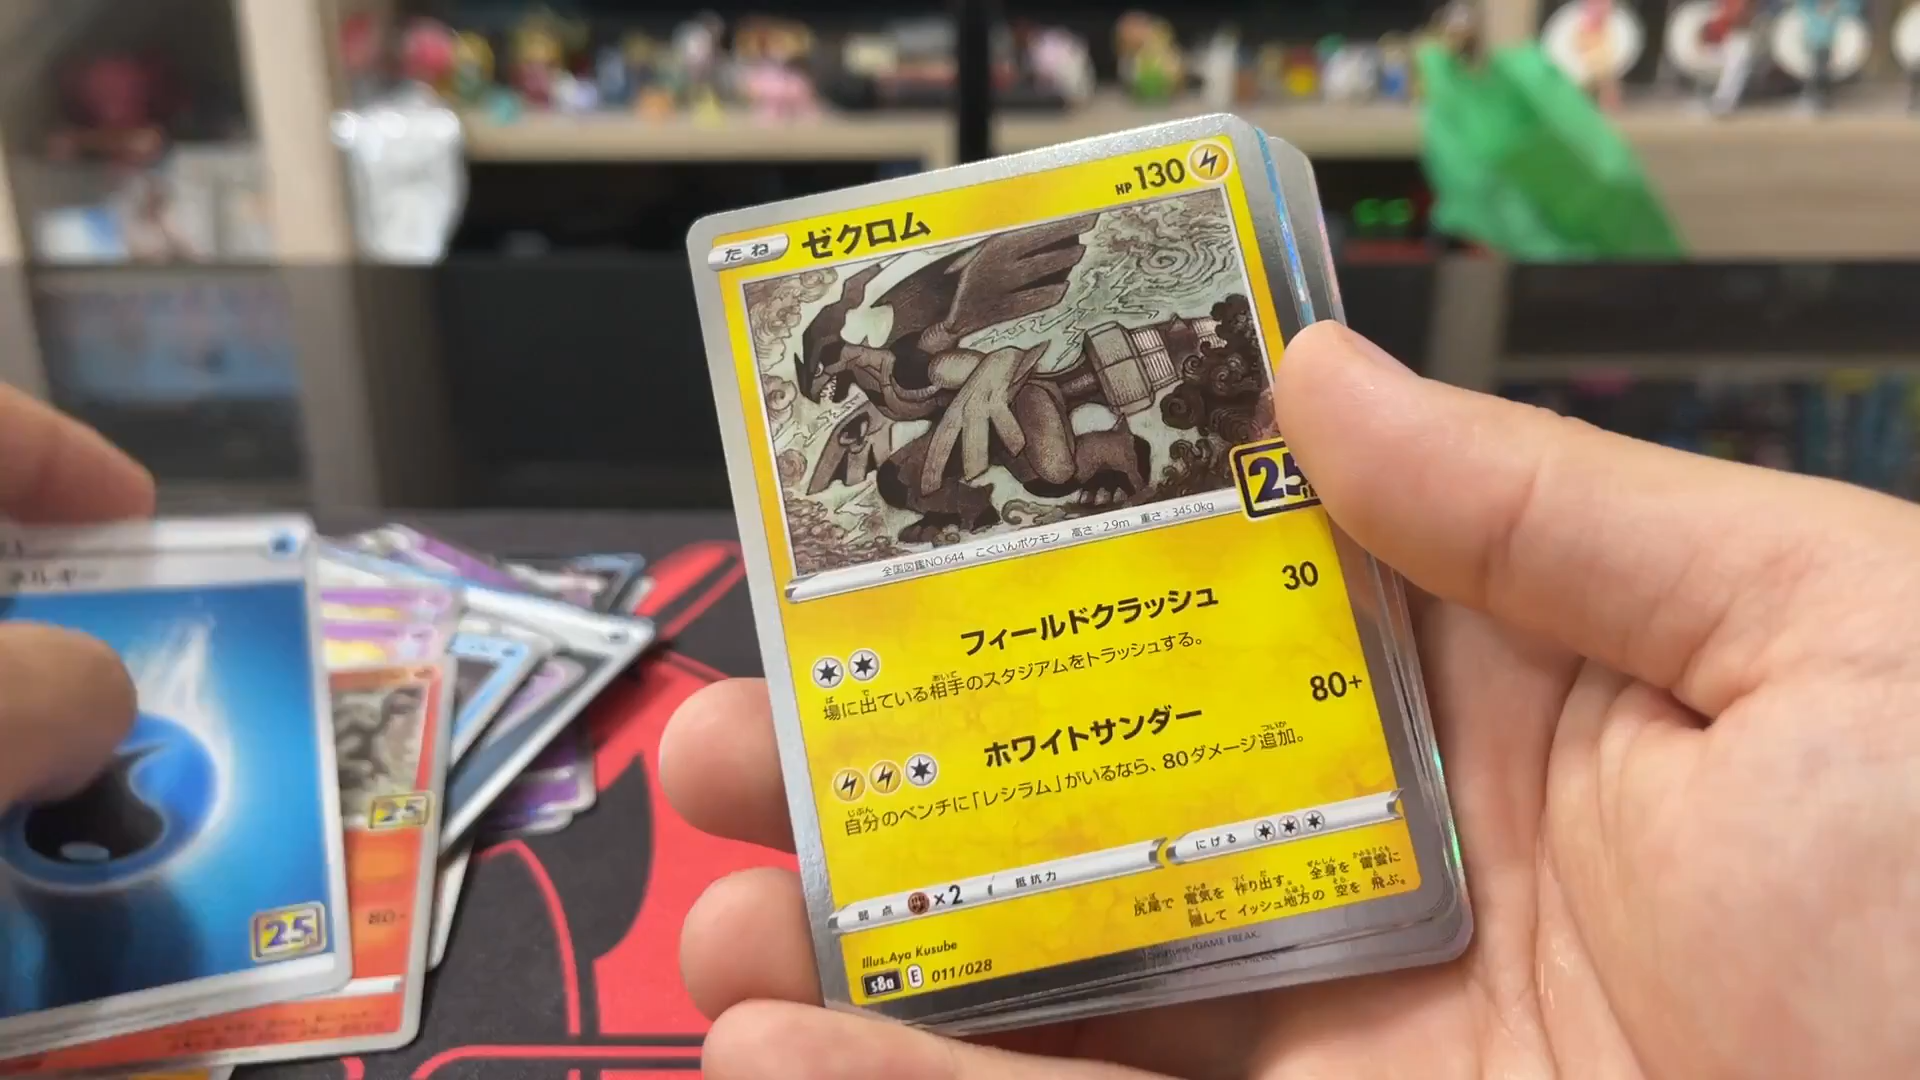 たね ゼクロム HP 130
25th
全国図鑑NO.644 こくいんポケモン 高さ:2.9m 重さ:345.0kg
フィールドクラッシュ 30
場に出ている相手のスタジアムをトラッシュする。
ホワイトサンダー 80+
自分のベンチに「レシラム」がいるなら、80ダメージ追加。
弱点 ×2 抵抗力 にげる
尻尾で 電気を 作り出す。 全身を 雷雲に
隠して イッシュ地方の 空を 飛ぶ。
Illus.Aya Kusube
s8a E 011/028
ネルギー
25th
25